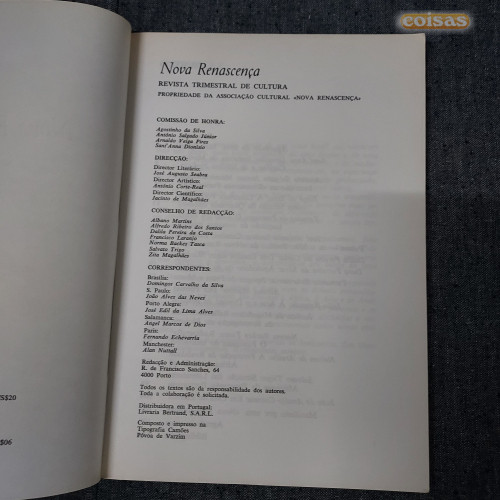 coisas
Nova Renascença
REVISTA TRIMESTRAL DE CULTURA
PROPRIEDADE DA ASSOCIAÇÃO CULTURAL «NOVA RENASCENÇA»
COMISSÃO DE HONRA:
Agostinho da Silva
António Salgado Júnior
Arnaldo Veiga Pires
Sant'Anna Dionísio
DIRECÇÃO:
Director Literário:
José Augusto Seabra
Director Artístico:
António Corte-Real
Director Científico:
Jacinto de Magalhães
CONSELHO DE REDACÇÃO:
Albano Martins
Alfredo Ribeiro dos Santos
Dalila Pereira da Costa
Francisco Laranjo
Norma Backes Tasca
Salvato Trigo
Zita Magalhães
CORRESPONDENTES:
Brasília:
Domingos Carvalho da Silva
S. Paulo:
João Alves das Neves
Porto Alegre:
José Edil de Lima Alves
Salamanca:
Angel Marcos de Dios
Paris:
Fernando Echevarria
Manchester:
Alan Nuttall
Redacção e Administração:
R. de Francisco Sanches, 64
4000 Porto
Todos os textos são da responsabilidade dos autores.
Toda a colaboração é solicitada.
Distribuidora em Portugal:
Livraria Bertrand, S.A.R.L.
Composto e impresso na
Tipografia Camões
Póvoa de Varzim
S$20
$06